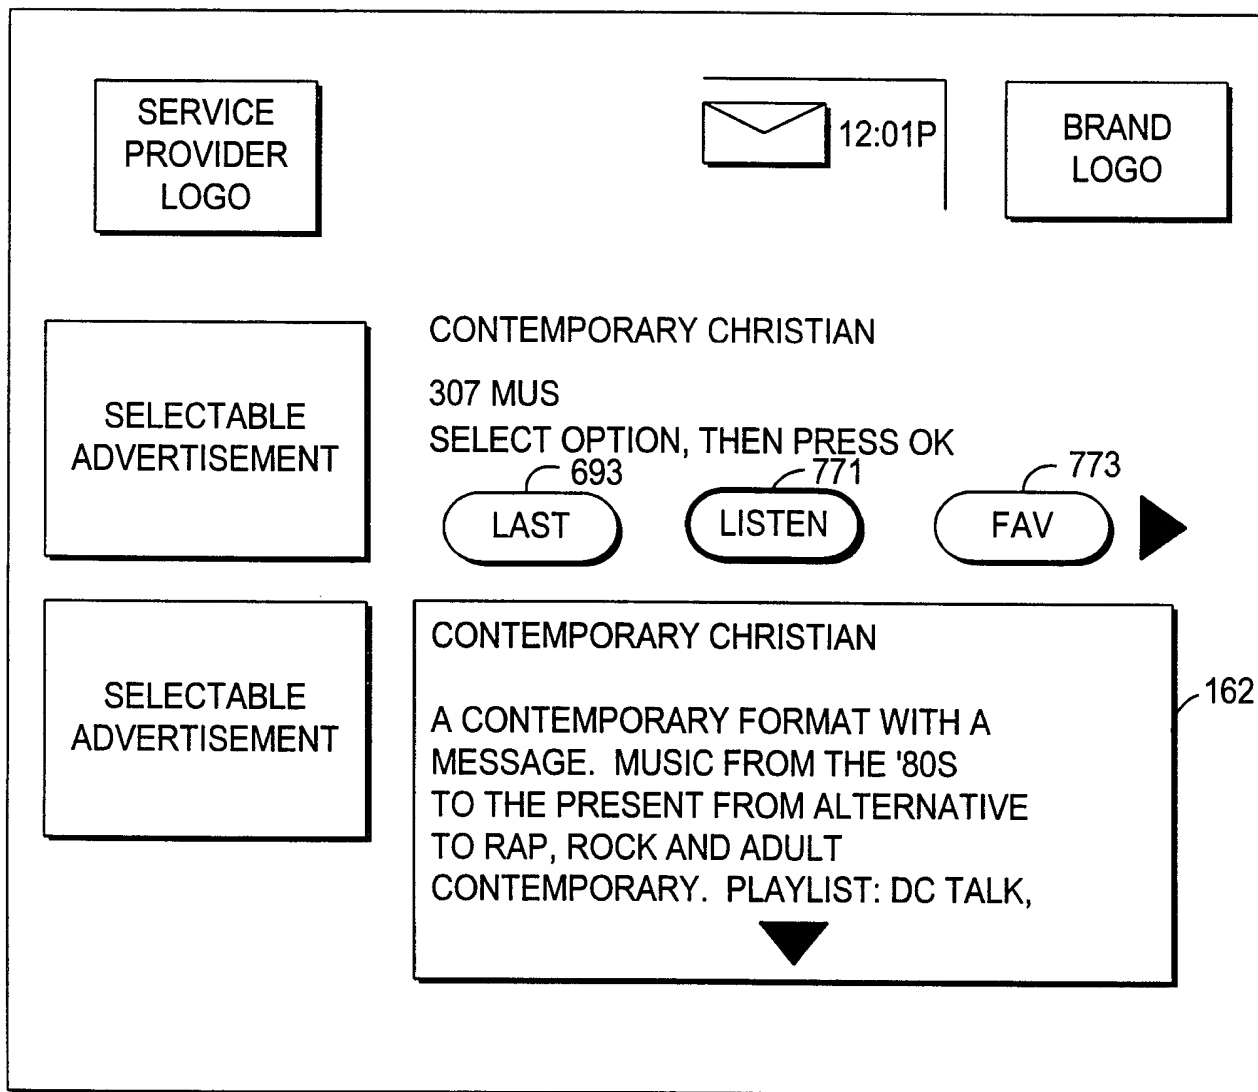 SERVICE
PROVIDER
LOGO
12:01P
BRAND
LOGO
SELECTABLE
ADVERTISEMENT
CONTEMPORARY CHRISTIAN
307 MUS
SELECT OPTION, THEN PRESS OK
693
771
773
LAST
LISTEN
FAV
SELECTABLE
ADVERTISEMENT
CONTEMPORARY CHRISTIAN
A CONTEMPORARY FORMAT WITH A
MESSAGE. MUSIC FROM THE '80S
TO THE PRESENT FROM ALTERNATIVE
TO RAP, ROCK AND ADULT
CONTEMPORARY. PLAYLIST: DC TALK,
162